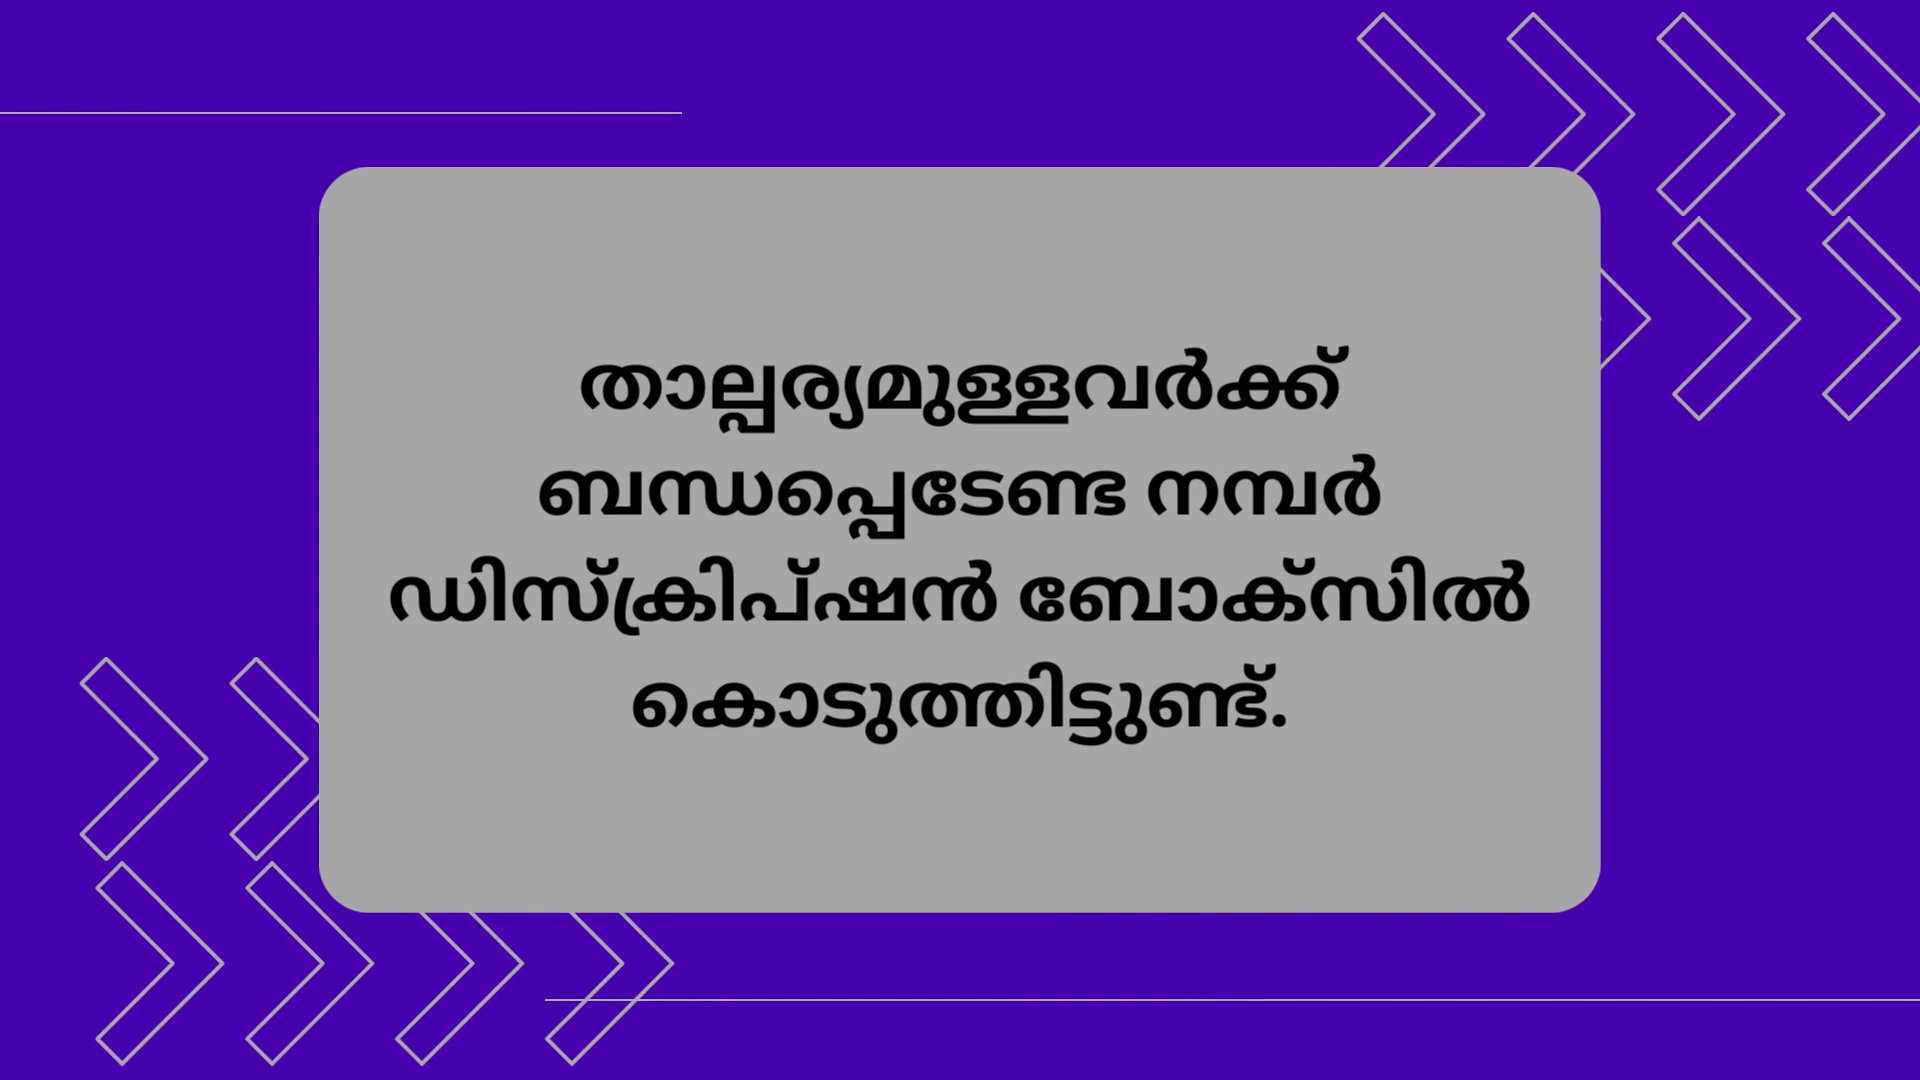 താല്പര്യമുള്ളവർക്ക്
ബന്ധപ്പെടേണ്ട നമ്പർ
ഡിസ്ക്രിപ്ഷൻ ബോക്സിൽ
കൊടുത്തിട്ടുണ്ട്.